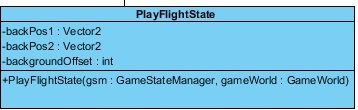 PlayFlightState
-backPos1 : Vector2
-backPos2 : Vector2
-backgroundOffset : int
+PlayFlightState(gsm : GameStateManager, gameWorld : GameWorld)